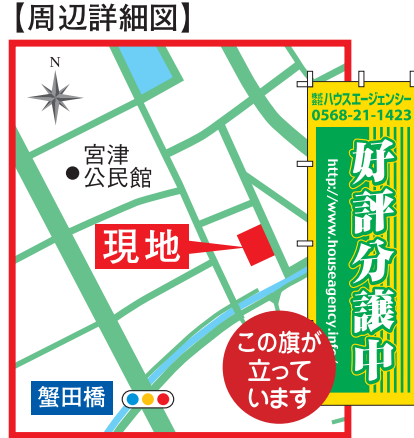 【周辺詳細図】
N
宮津
公民館
現地
蟹田橋
株式
会社
ハウスエージェンシー
0568-21-1423
好評分譲中
http://www.houseagency.info/
この旗が
立って
います